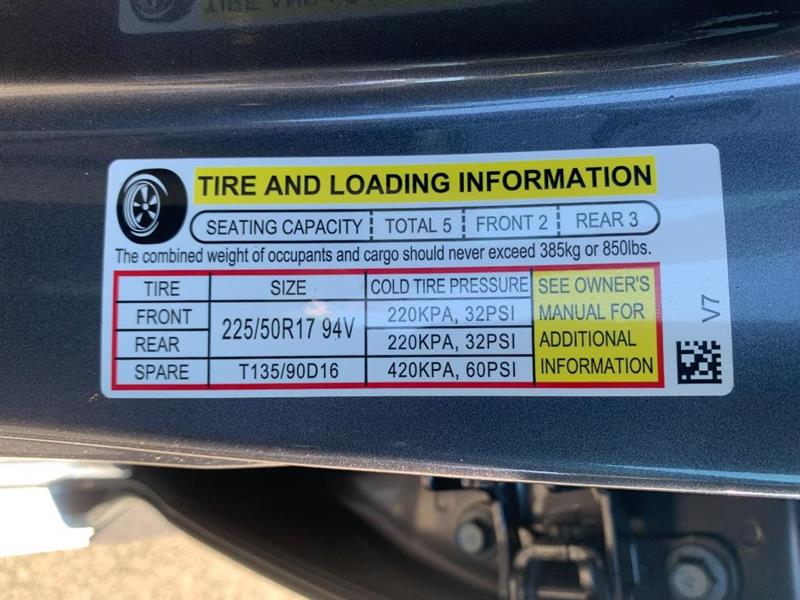 TIRE AND LOADING INFORMATION
SEATING CAPACITY TOTAL 5 FRONT 2 REAR 3
The combined weight of occupants and cargo should never exceed 385kg or 850lbs.
TIRE SIZE COLD TIRE PRESSURE SEE OWNER'S
FRONT 225/50R17 94V 220KPA, 32PSI MANUAL FOR
REAR 220KPA, 32PSI ADDITIONAL
SPARE T135/90D16 420KPA, 60PSI INFORMATION
V7